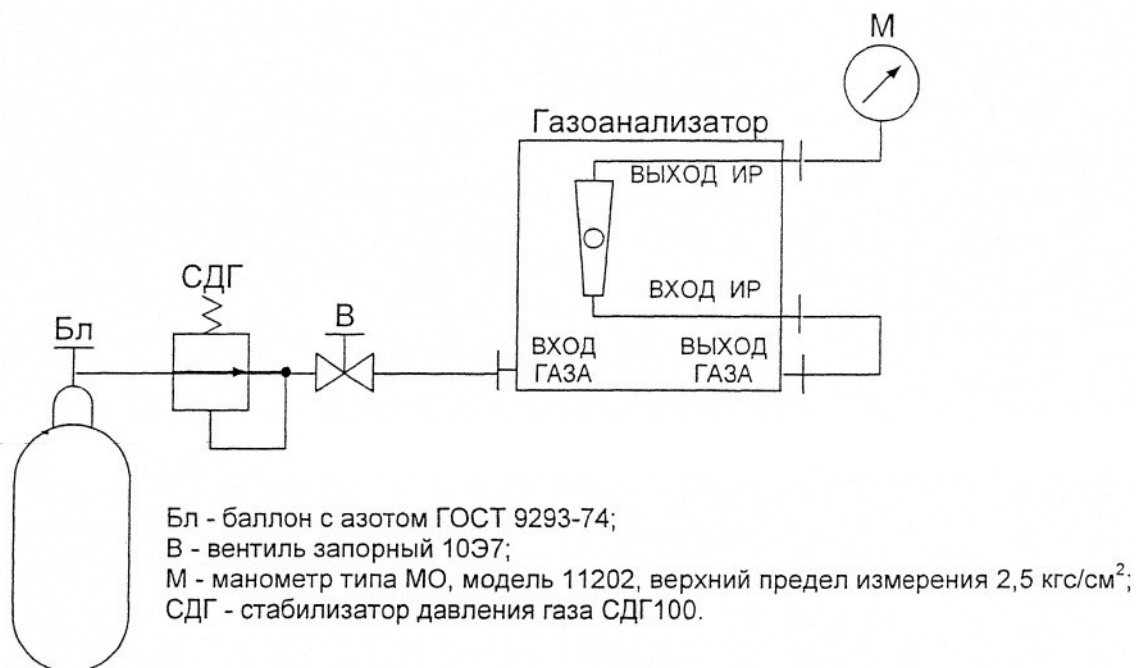 М
Газоанализатор
ВЫХОД ИР
СДГ
ВХОД ИР
Бл
В
ВХОД
ГАЗА
ВЫХОД
ГАЗА
Бл - баллон с азотом ГОСТ 9293-74;
В - вентиль запорный 10Э7;
М - манометр типа МО, модель 11202, верхний предел измерения 2,5 кгс/см²;
СДГ - стабилизатор давления газа СДГ100.